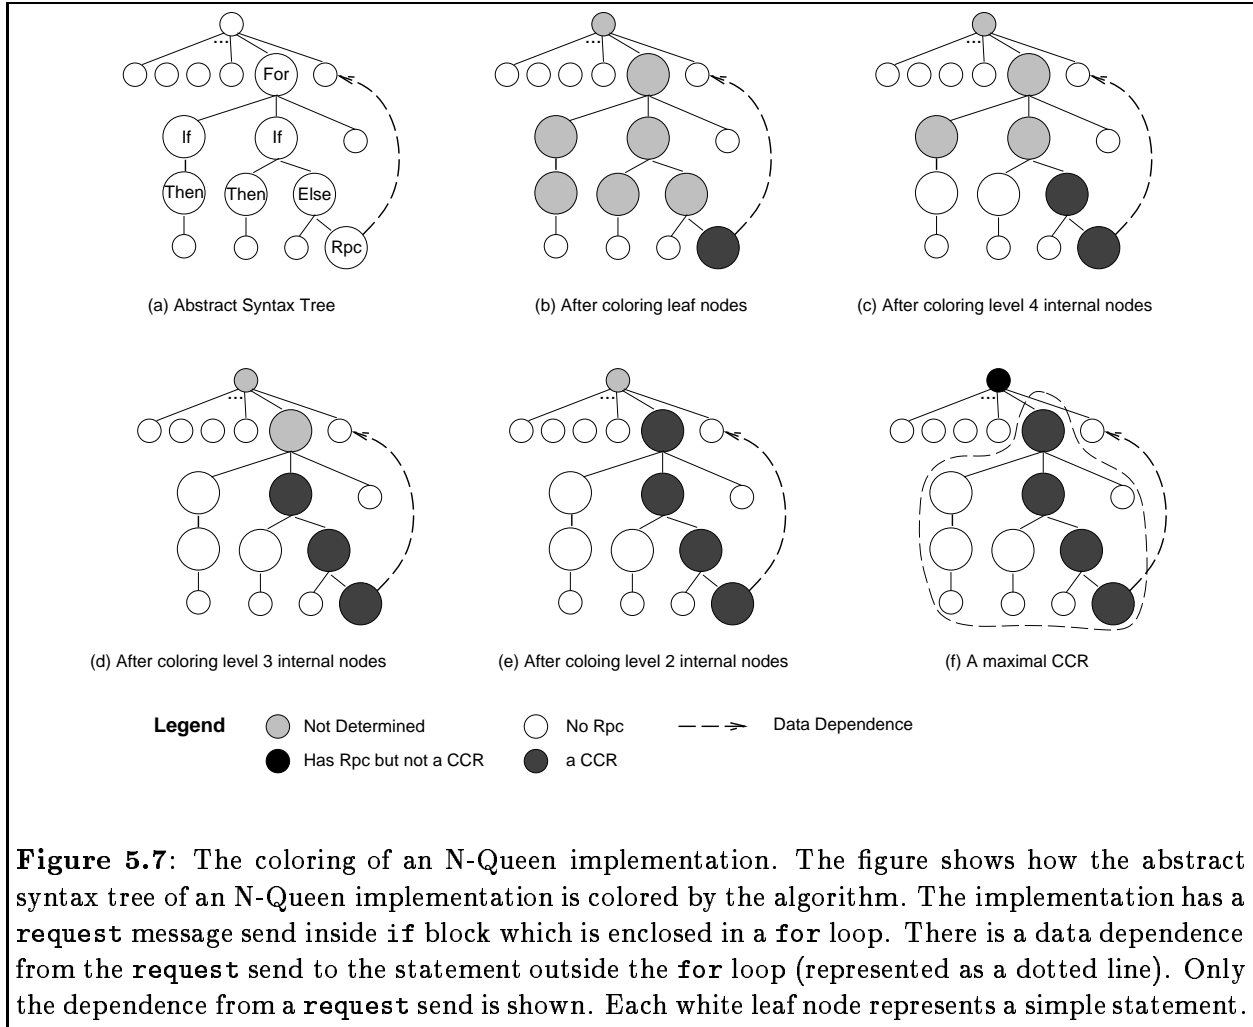 ...
For
If
If
Then
Then
Else
Rpc
(a) Abstract Syntax Tree
...
(b) After coloring leaf nodes
...
(c) After coloring level 4 internal nodes
...
(d) After coloring level 3 internal nodes
...
(e) After coloing level 2 internal nodes
...
(f) A maximal CCR
Legend
Not Determined
No Rpc
Data Dependence
Has Rpc but not a CCR
a CCR
Figure 5.7: The coloring of an N-Queen implementation. The figure shows how the abstract
syntax tree of an N-Queen implementation is colored by the algorithm. The implementation has a
request message send inside if block which is enclosed in a for loop. There is a data dependence
from the request send to the statement outside the for loop (represented as a dotted line). Only
the dependence from a request send is shown. Each white leaf node represents a simple statement.